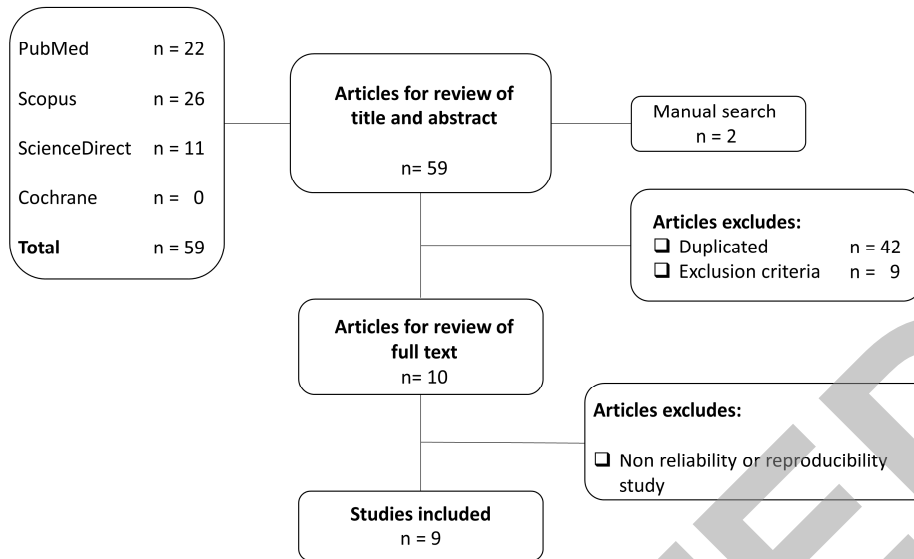 PubMed n = 22
Scopus n = 26
ScienceDirect n = 11
Cochrane n = 0
Total n = 59
Articles for review of
title and abstract
n= 59
Manual search
n = 2
Articles excludes:
❑ Duplicated n = 42
❑ Exclusion criteria n = 9
Articles for review of
full text
n= 10
Articles excludes:
❑ Non reliability or reproducibility
study
Studies included
n = 9